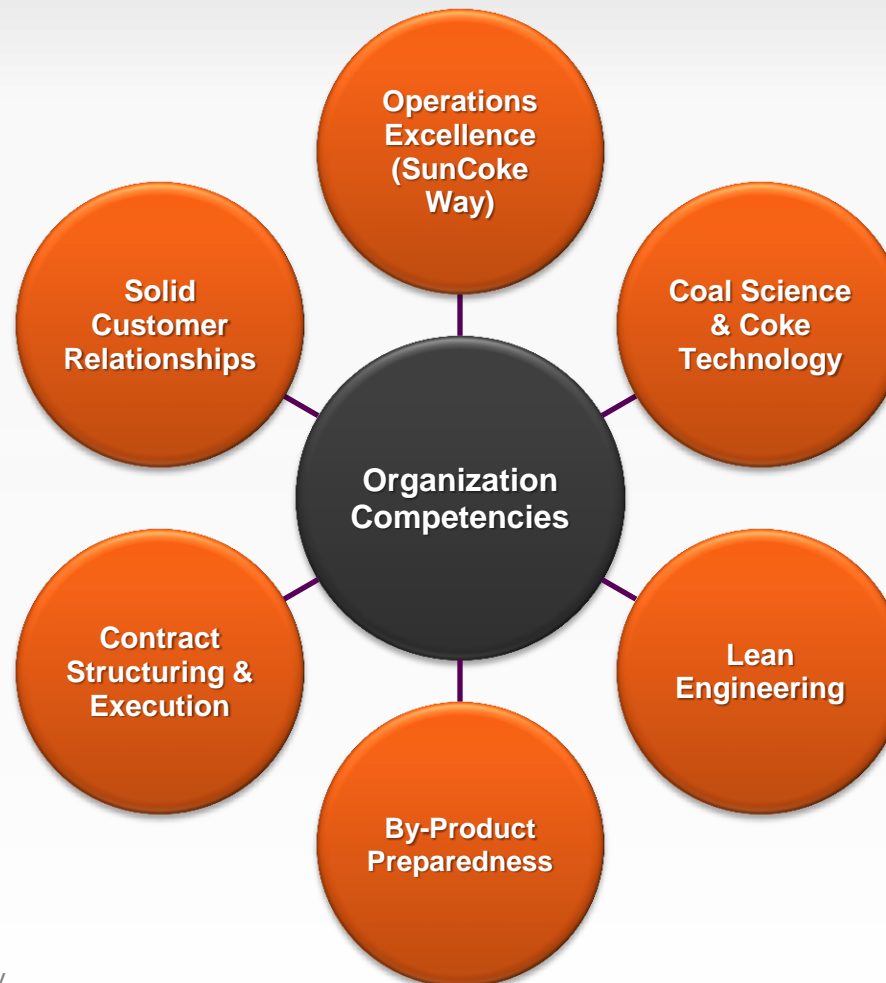 Operations
Excellence
(SunCoke
Way)
Solid
Customer
Relationships
Coal Science
& Coke
Technology
Organization
Competencies
Contract
Structuring &
Execution
Lean
Engineering
By-Product
Preparedness